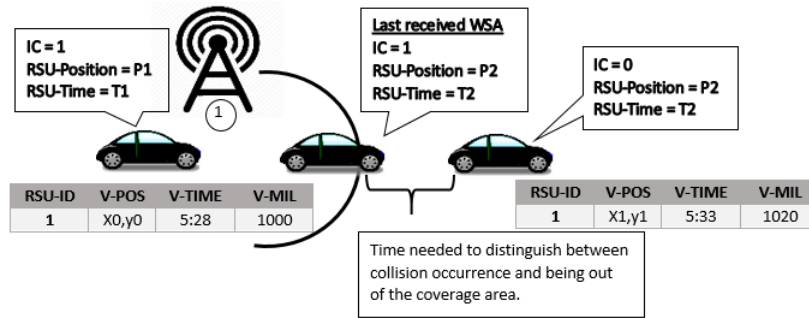 IC = 1
RSU-Position = P1
RSU-Time = T1
1
Last received WSA
IC = 1
RSU-Position = P2
RSU-Time = T2
IC = 0
RSU-Position = P2
RSU-Time = T2
RSU-ID V-POS V-TIME V-MIL
1 X0,y0 5:28 1000
RSU-ID V-POS V-TIME V-MIL
1 X1,y1 5:33 1020
Time needed to distinguish between
collision occurrence and being out
of the coverage area.